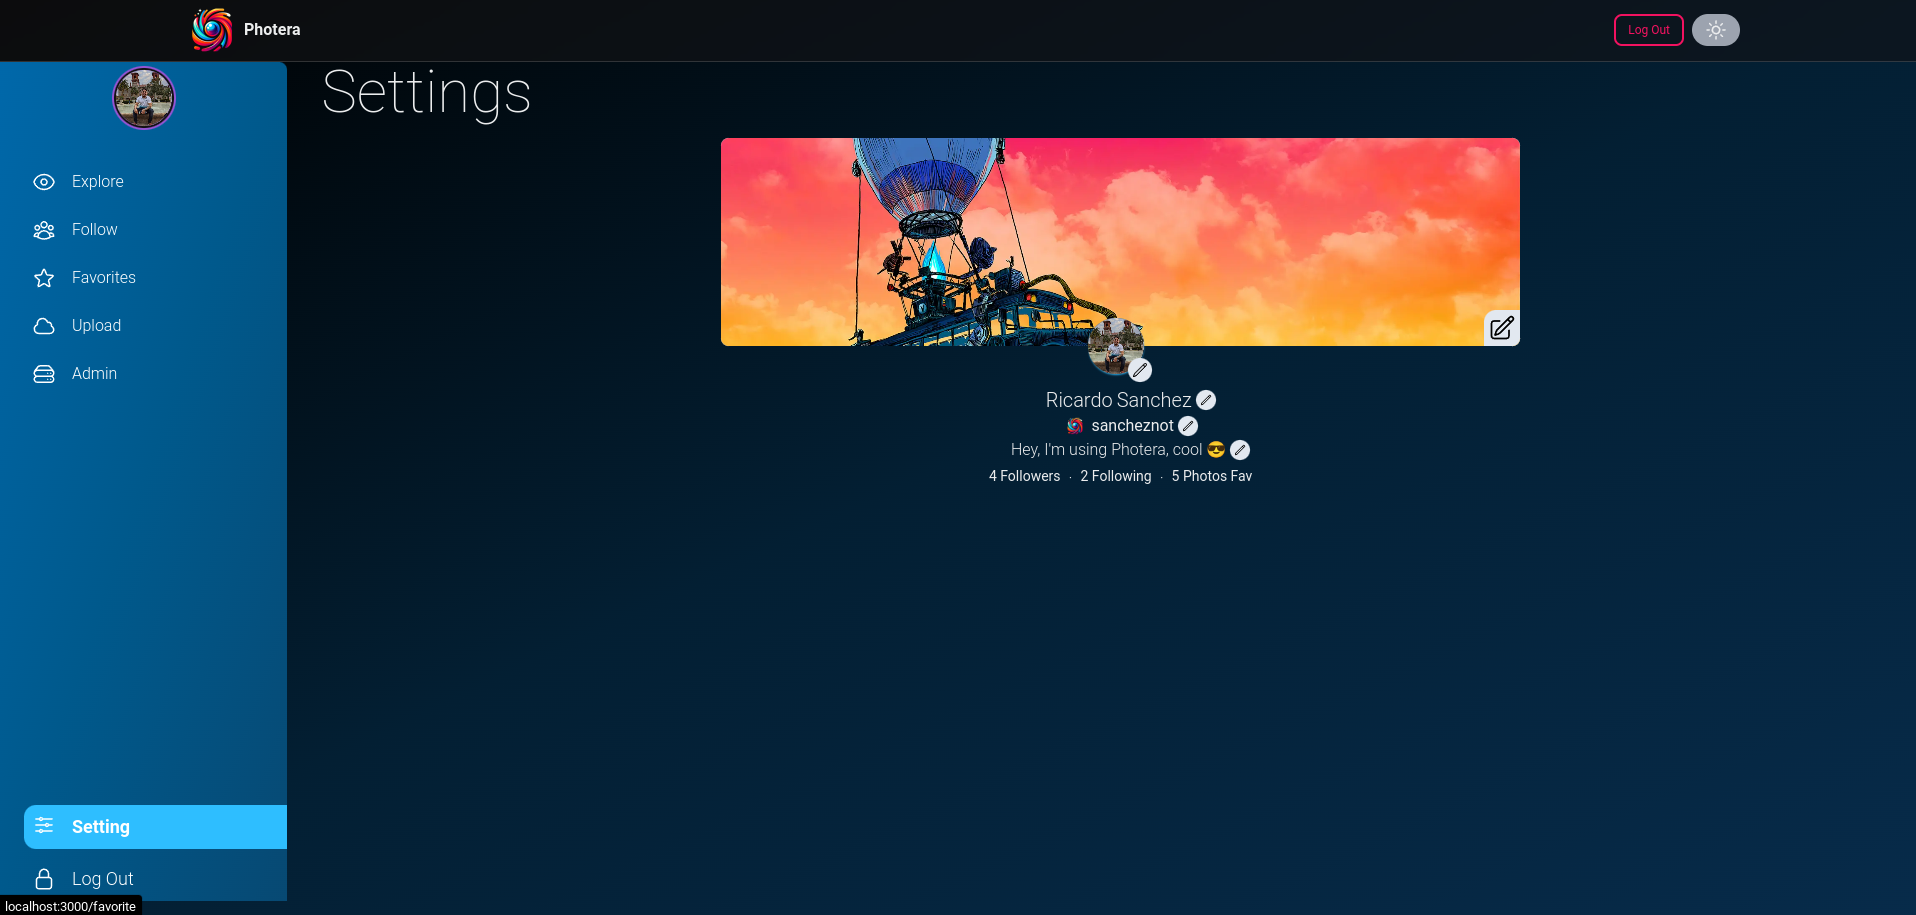 Photera
Log Out
Settings
Explore
Follow
Favorites
Upload
Admin
Ricardo Sanchez
sancheznot
Hey, I'm using Photera, cool 😎
4 Followers . 2 Following . 5 Photos Fav
Setting
Log Out
localhost:3000/favorite